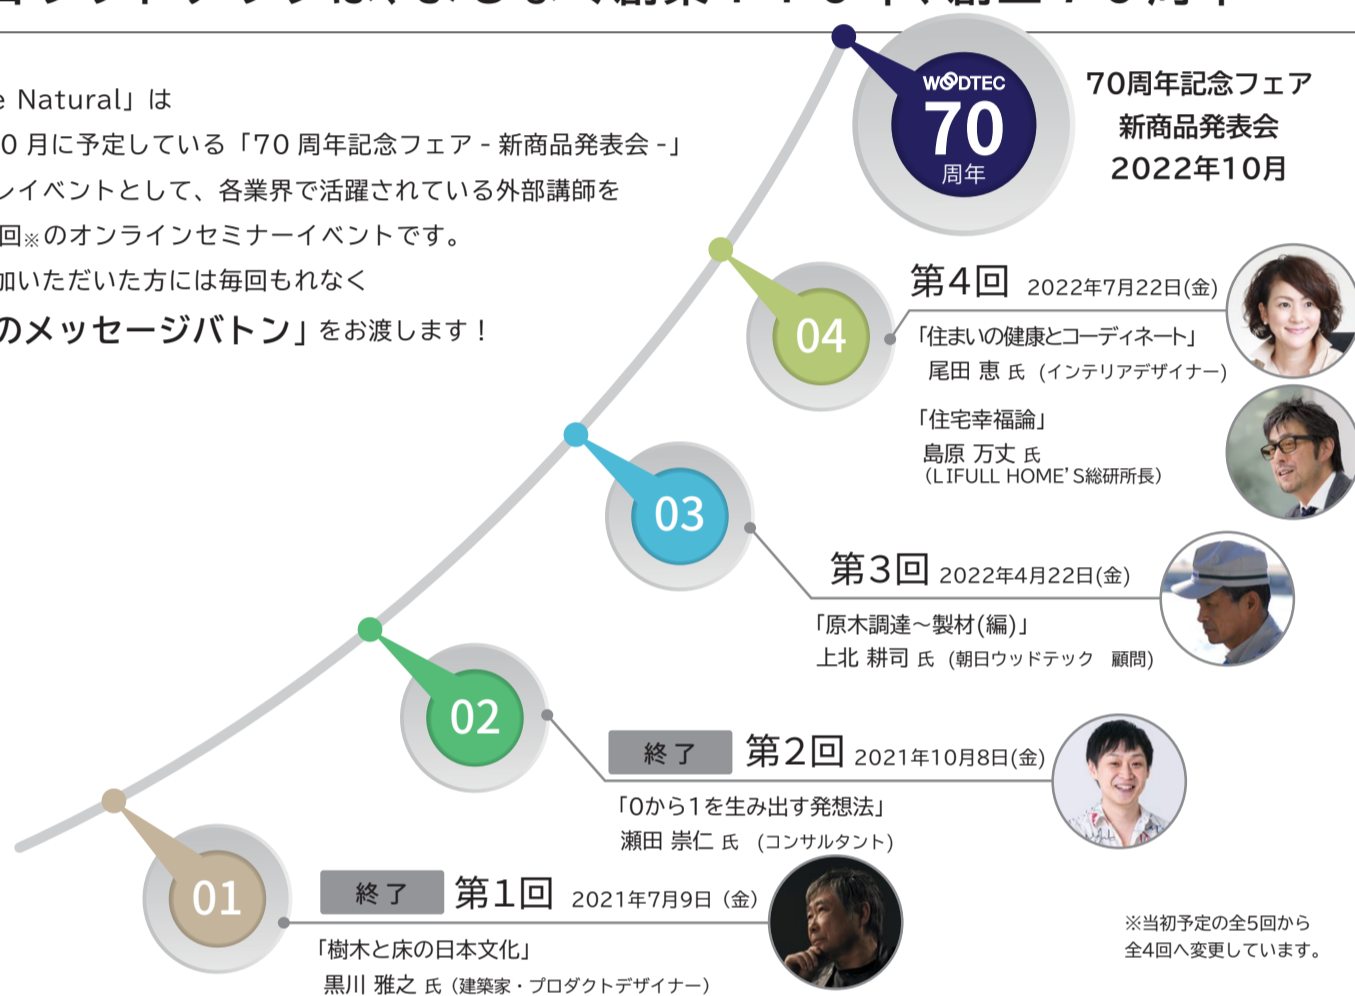 e Natural」は
0月に予定している「70周年記念フェア - 新商品発表会 -」
レイベントとして、各業界で活躍されている外部講師を
回※のオンラインセミナーイベントです。
加いただいた方には毎回もれなく
のメッセージバトン」をお渡します！
WOODTEC
70
周年
70周年記念フェア
新商品発表会
2022年10月
04
第4回 2022年7月22日(金)
「住まいの健康とコーディネート」
尾田 恵 氏 (インテリアデザイナー)
「住宅幸福論」
島原 万丈 氏
（LIFULL HOME'S総研所長）
03
第3回 2022年4月22日(金)
「原木調達～製材(編)」
上北 耕司 氏 (朝日ウッドテック 顧問)
02
終了 第2回 2021年10月8日(金)
「0から1を生み出す発想法」
瀬田 崇仁 氏 (コンサルタント)
01
終了 第1回 2021年7月9日（金）
「樹木と床の日本文化」
黒川 雅之 氏（建築家・プロダクトデザイナー）
※当初予定の全5回から
全4回へ変更しています。